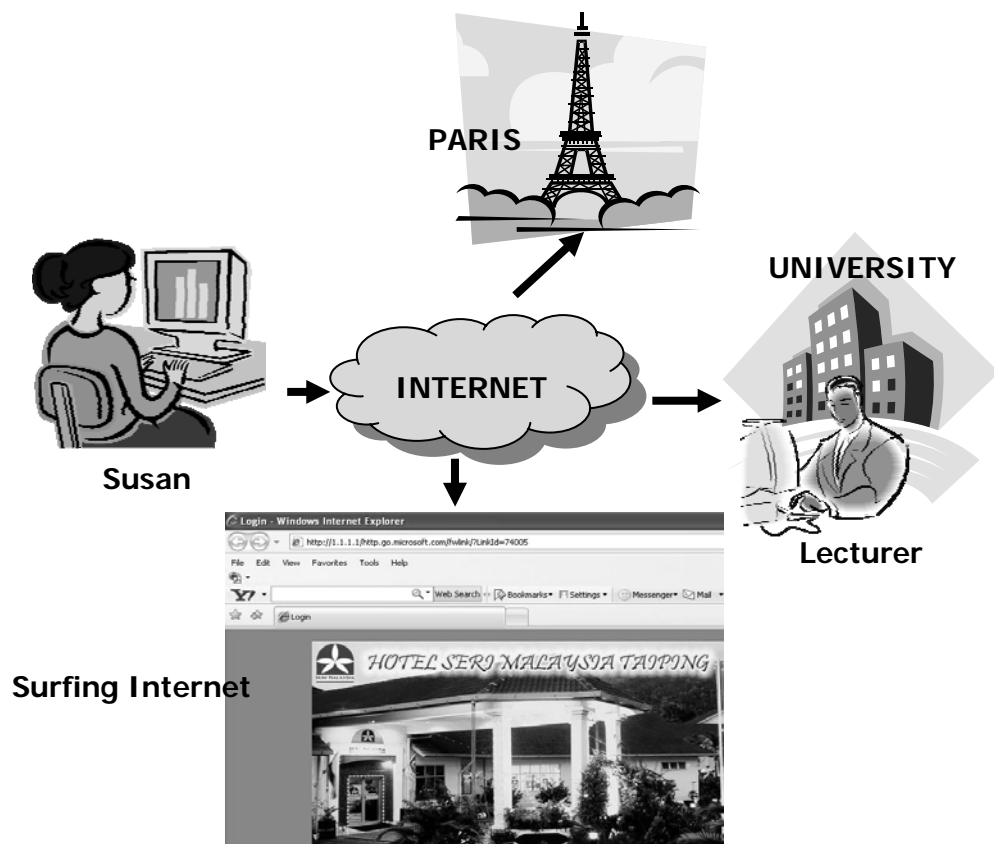 PARIS
UNIVERSITY
INTERNET
Susan
Lecturer
Login - Windows Internet Explorer
http://1.1.1.1/http.go.microsoft.com/fwlink/?LinkId=74005
File Edit View Favorites Tools Help
Y! Web Search Bookmarks Settings Messenger Mail
Login
HOTEL SERI MALAYSIA TAIPING
Surfing Internet